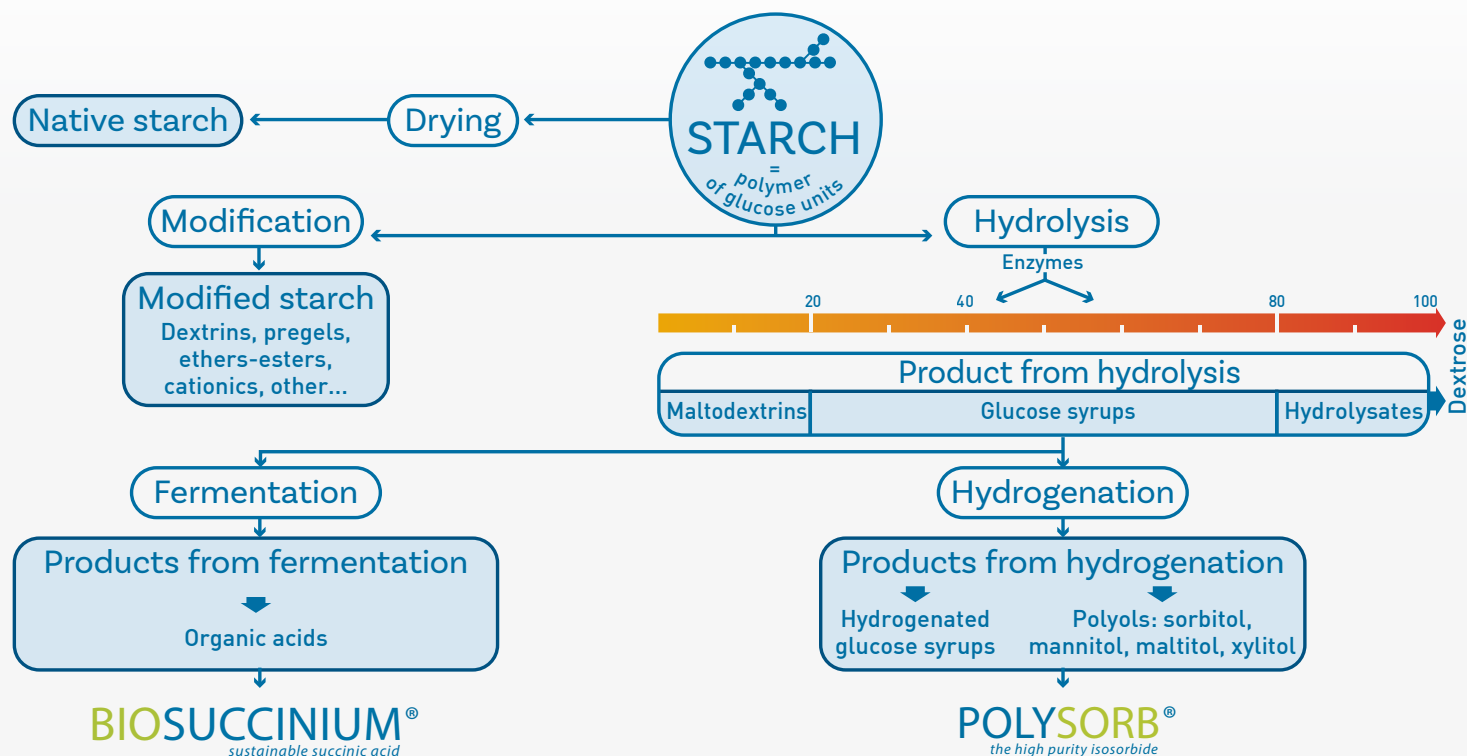 STARCH
=
polymer
of glucose units
Native starch
Drying
Modification
Hydrolysis
Enzymes
Modified starch
Dextrins, pregels,
ethers-esters,
cationics, other...
20
40
80
100
Dextrose
Product from hydrolysis
Maltodextrins
Glucose syrups
Hydrolysates
Fermentation
Hydrogenation
Products from fermentation
Organic acids
Products from hydrogenation
Hydrogenated
glucose syrups
Polyols: sorbitol,
mannitol, maltitol, xylitol
BIOSUCCINIUM®
sustainable succinic acid
POLYSORB®
the high purity isosorbide